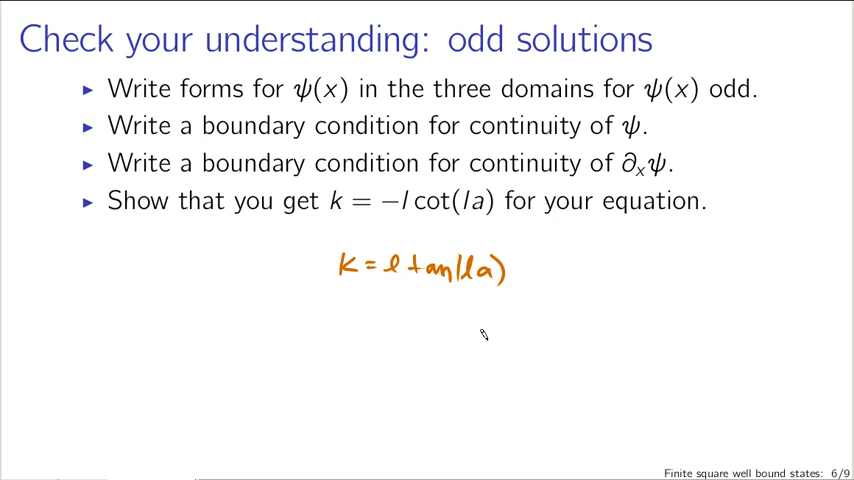 Check your understanding: odd solutions
▸ Write forms for ψ(x) in the three domains for ψ(x) odd.
▸ Write a boundary condition for continuity of ψ.
▸ Write a boundary condition for continuity of ∂ₓψ.
▸ Show that you get k = −l cot(la) for your equation.
k = l tan(la)
Finite square well bound states: 6/9